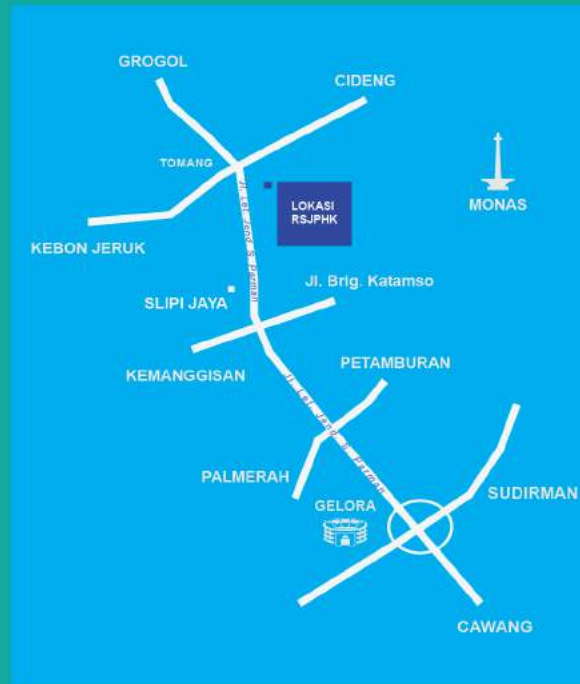 GROGOL
CIDENG
TOMANG
Jl. Let. Jend S. Parman
LOKASI
RSJPHK
MONAS
KEBON JERUK
Jl. Brig. Katamso
SLIPI JAYA
KEMANGGISAN
PETAMBURAN
Jl. Let. Jend S. Parman
PALMERAH
GELORA
SUDIRMAN
CAWANG